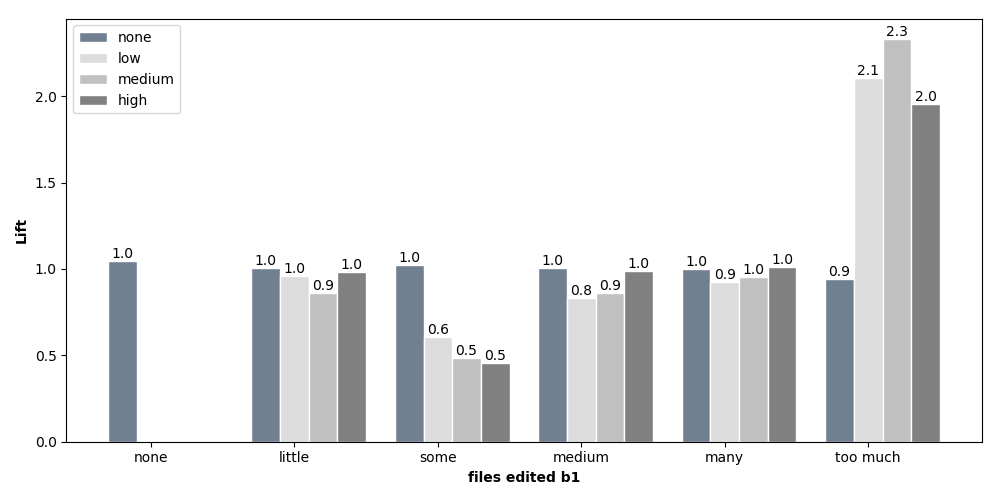 none
low
medium
high
Lift
2.0
1.5
1.0
0.5
0.0
1.0
1.0 1.0 0.9 1.0
1.0 0.6 0.5 0.5
1.0 0.8 0.9 1.0
1.0 0.9 1.0 1.0
0.9 2.1 2.3 2.0
none little some medium many too much
files edited b1